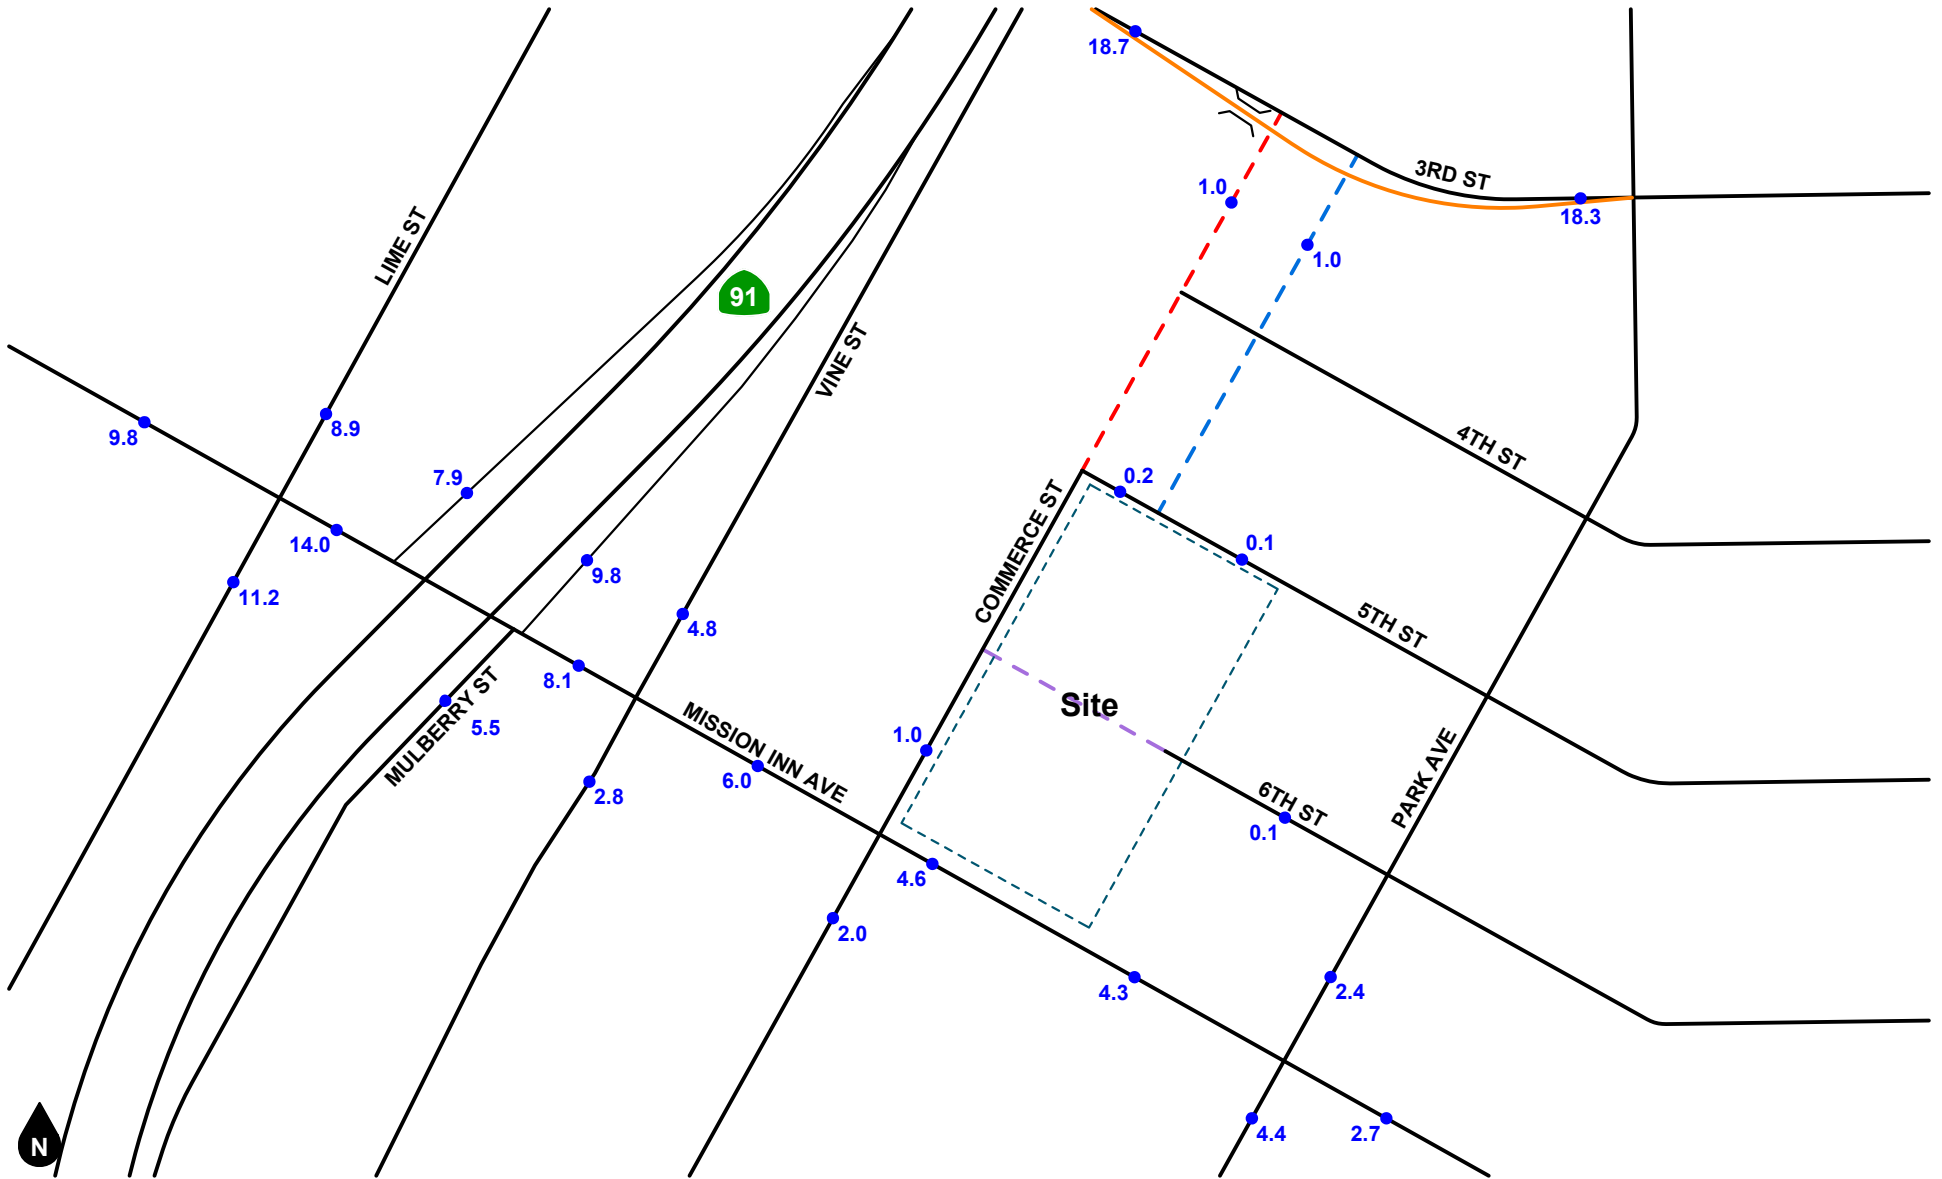 18.7
3RD ST
1.0
18.3
LIME ST
1.0
91
VINE ST
9.8
8.9
4TH ST
7.9
0.2
14.0
COMMERCE ST
0.1
9.8
11.2
4.8
5TH ST
8.1
MULBERRY ST
5.5
Site
MISSION INN AVE
1.0
6.0
2.8
PARK AVE
6TH ST
0.1
4.6
2.0
4.3
2.4
N
4.4
2.7